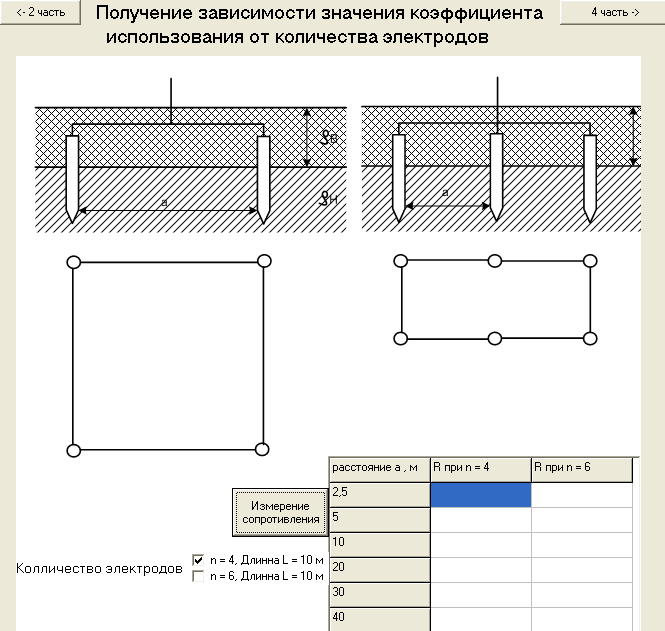 <- 2 часть
Получение зависимости значения коэффициента
использования от количества электродов
4 часть ->
ρв
ρн
a
a
расстояние a , м
R при n = 4
R при n = 6
Измерение
сопротивления
2,5
5
10
20
30
40
Колличество электродов
n = 4, Длинна L = 10 м
n = 6, Длинна L = 10 м